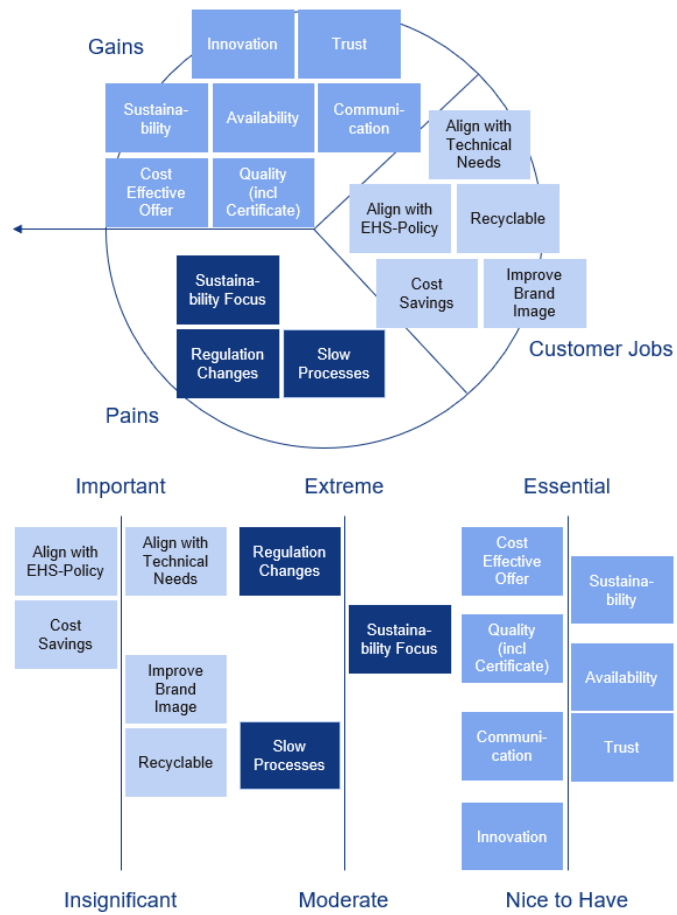 Gains
Innovation
Trust
Sustaina-
bility
Availability
Communi-
cation
Cost
Effective
Offer
Quality
(incl
Certificate)
Align with
Technical
Needs
Align with
EHS-Policy
Recyclable
Cost
Savings
Improve
Brand
Image
Customer Jobs
Sustaina-
bility Focus
Regulation
Changes
Slow
Processes
Pains
Important
Align with
EHS-Policy
Align with
Technical
Needs
Cost
Savings
Improve
Brand
Image
Recyclable
Insignificant
Extreme
Regulation
Changes
Sustaina-
bility Focus
Slow
Processes
Moderate
Essential
Cost
Effective
Offer
Sustaina-
bility
Quality
(incl
Certificate)
Availability
Communi-
cation
Trust
Innovation
Nice to Have